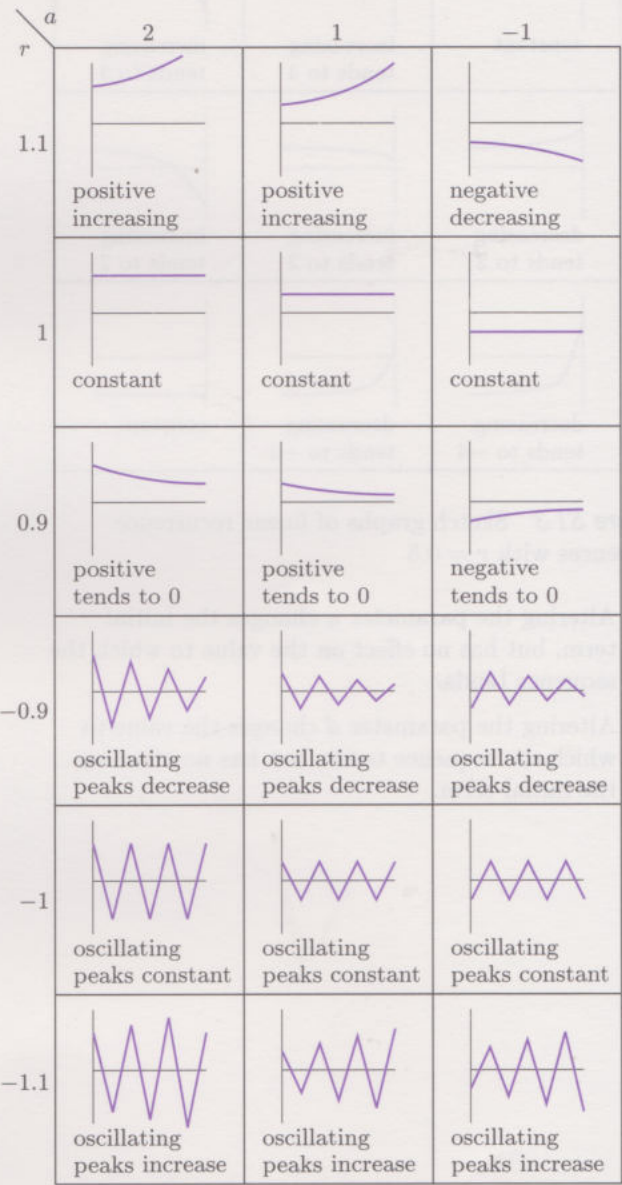 a
2 1 −1
r
1.1
positive increasing
positive increasing
negative decreasing
1
constant
constant
constant
0.9
positive tends to 0
positive tends to 0
negative tends to 0
−0.9
oscillating peaks decrease
oscillating peaks decrease
oscillating peaks decrease
−1
oscillating peaks constant
oscillating peaks constant
oscillating peaks constant
−1.1
oscillating peaks increase
oscillating peaks increase
oscillating peaks increase